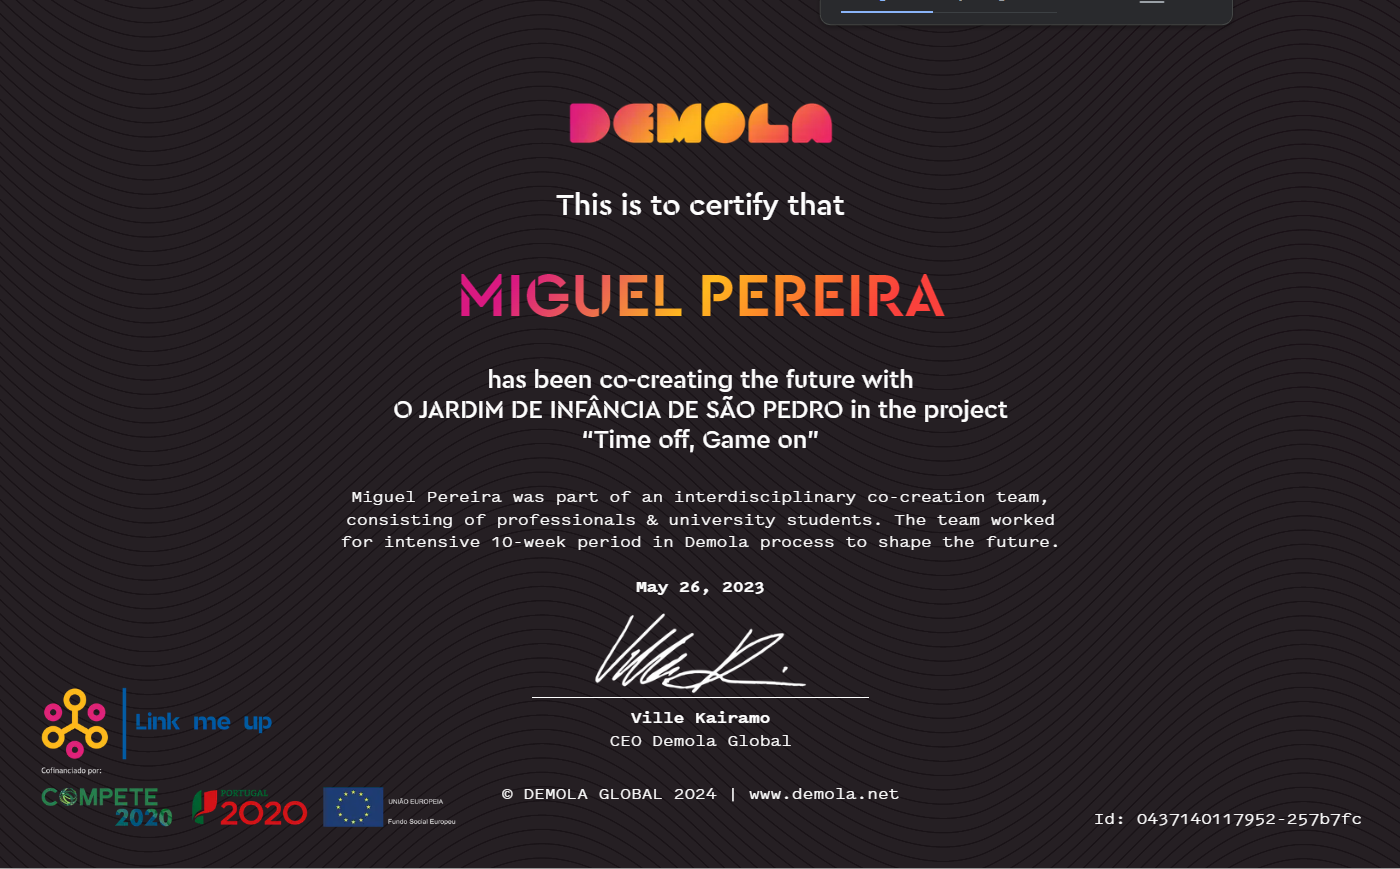 DEMOLA
This is to certify that
MIGUEL PEREIRA
has been co-creating the future with
O JARDIM DE INFÂNCIA DE SÃO PEDRO in the project
“Time off, Game on”
Miguel Pereira was part of an interdisciplinary co-creation team,
consisting of professionals & university students. The team worked
for intensive 10-week period in Demola process to shape the future.
May 26, 2023
Ville Kairamo
CEO Demola Global
Link me up
Cofinanciado por:
COMPETE
2020
PORTUGAL
2020
UNIÃO EUROPEIA
Fundo Social Europeu
© DEMOLA GLOBAL 2024 | www.demola.net
Id: 0437140117952-257b7fc